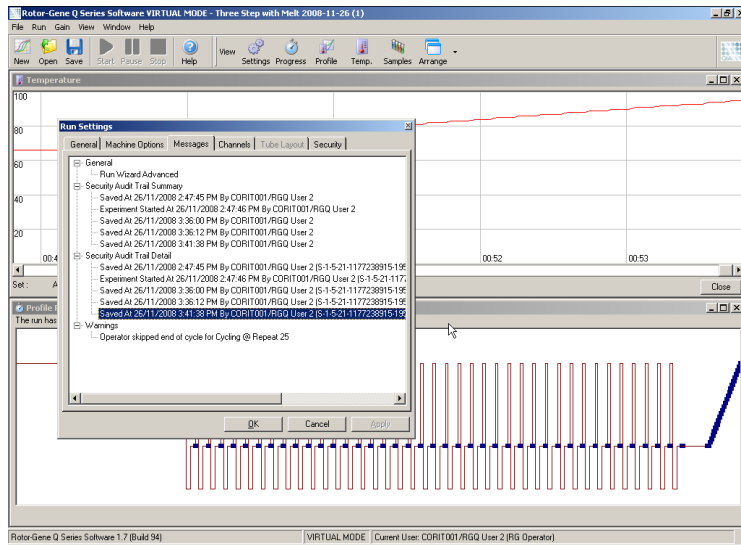 Rotor-Gene Q Series Software VIRTUAL MODE - Three Step with Melt 2008-11-26 (1)
File Run Gain View Window Help
New Open Save Start Pause Stop Help View Settings Progress Profile Temp. Samples Arrange
Temperature
100
80
60
40
20
00:52 00:53
Set :
Close
Run Settings
General Machine Options Messages Channels Tube Layout Security
General
Run Wizard Advanced
Security Audit Trail Summary
Saved At 26/11/2008 2:47:45 PM By CORIT001/RGQ User 2
Experiment Started At 26/11/2008 2:47:46 PM By CORIT001/RGQ User 2
Saved At 26/11/2008 3:36:00 PM By CORIT001/RGQ User 2
Saved At 26/11/2008 3:36:12 PM By CORIT001/RGQ User 2
Saved At 26/11/2008 3:41:38 PM By CORIT001/RGQ User 2
Security Audit Trail Detail
Saved At 26/11/2008 2:47:45 PM By CORIT001/RGQ User 2 (S-1-5-21-1177238915-195
Experiment Started At 26/11/2008 2:47:46 PM By CORIT001/RGQ User 2 (S-1-5-21-1177
Saved At 26/11/2008 3:36:00 PM By CORIT001/RGQ User 2 (S-1-5-21-1177238915-195
Saved At 26/11/2008 3:36:12 PM By CORIT001/RGQ User 2 (S-1-5-21-1177238915-195
Saved At 26/11/2008 3:41:38 PM By CORIT001/RGQ User 2 (S-1-5-21-1177238915-195
Warnings
Operator skipped end of cycle for Cycling @ Repeat 25
OK Cancel Apply
Profile
The run has
Rotor-Gene Q Series Software 1.7 (Build 94) VIRTUAL MODE Current User: CORIT001/RGQ User 2 (RG Operator)